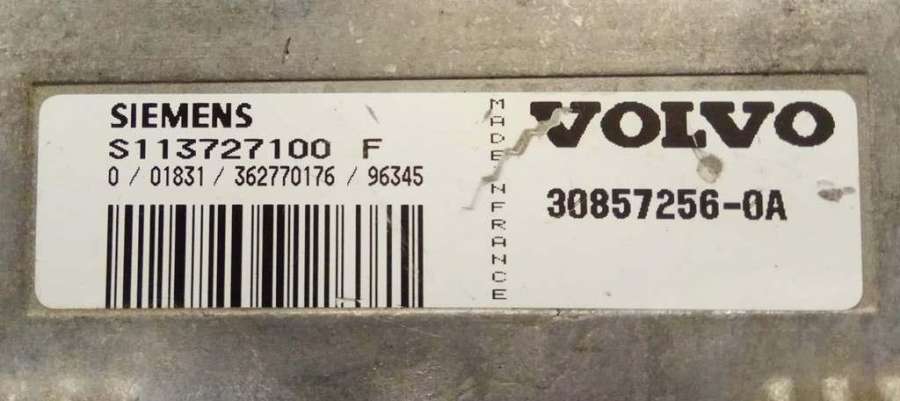 SIEMENS
S113727100 F
0 / 01831 / 362770176 / 96345
MADE IN FRANCE
VOLVO
30857256-0A